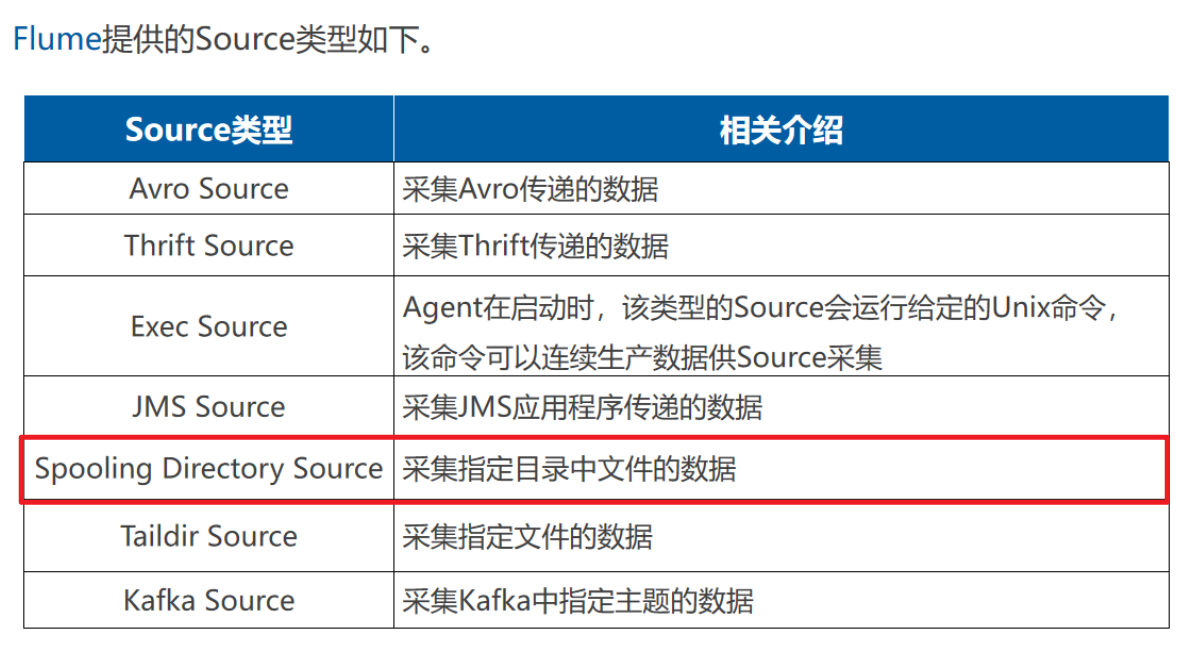 Flume提供的Source类型如下。
Source类型 相关介绍
Avro Source 采集Avro传递的数据
Thrift Source 采集Thrift传递的数据
Exec Source Agent在启动时，该类型的Source会运行给定的Unix命令，
该命令可以连续生产数据供Source采集
JMS Source 采集JMS应用程序传递的数据
Spooling Directory Source 采集指定目录中文件的数据
Taildir Source 采集指定文件的数据
Kafka Source 采集Kafka中指定主题的数据